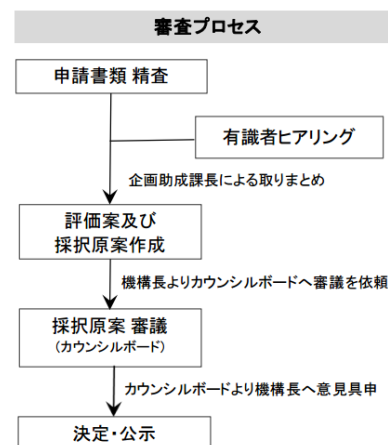 審査プロセス
申請書類 精査
有識者ヒアリング
企画助成課長による取りまとめ
評価案及び
採択原案作成
機構長よりカウンシルボードへ審議を依頼
採択原案 審議
(カウンシルボード)
カウンシルボードより機構長へ意見具申
決定・公示